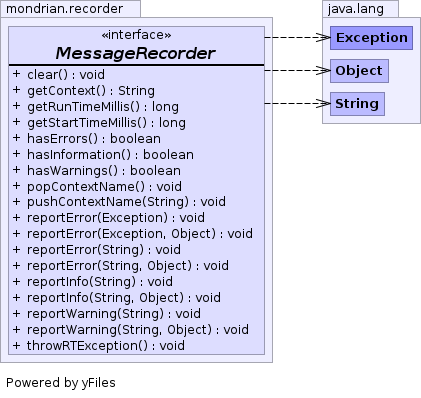 mondrian.recorder
«interface»
MessageRecorder
+ clear() : void
+ getContext() : String
+ getRunTimeMillis() : long
+ getStartTimeMillis() : long
+ hasErrors() : boolean
+ hasInformation() : boolean
+ hasWarnings() : boolean
+ popContextName() : void
+ pushContextName(String) : void
+ reportError(Exception) : void
+ reportError(Exception, Object) : void
+ reportError(String) : void
+ reportError(String, Object) : void
+ reportInfo(String) : void
+ reportInfo(String, Object) : void
+ reportWarning(String) : void
+ reportWarning(String, Object) : void
+ throwRTException() : void
java.lang
Exception
Object
String
Powered by yFiles